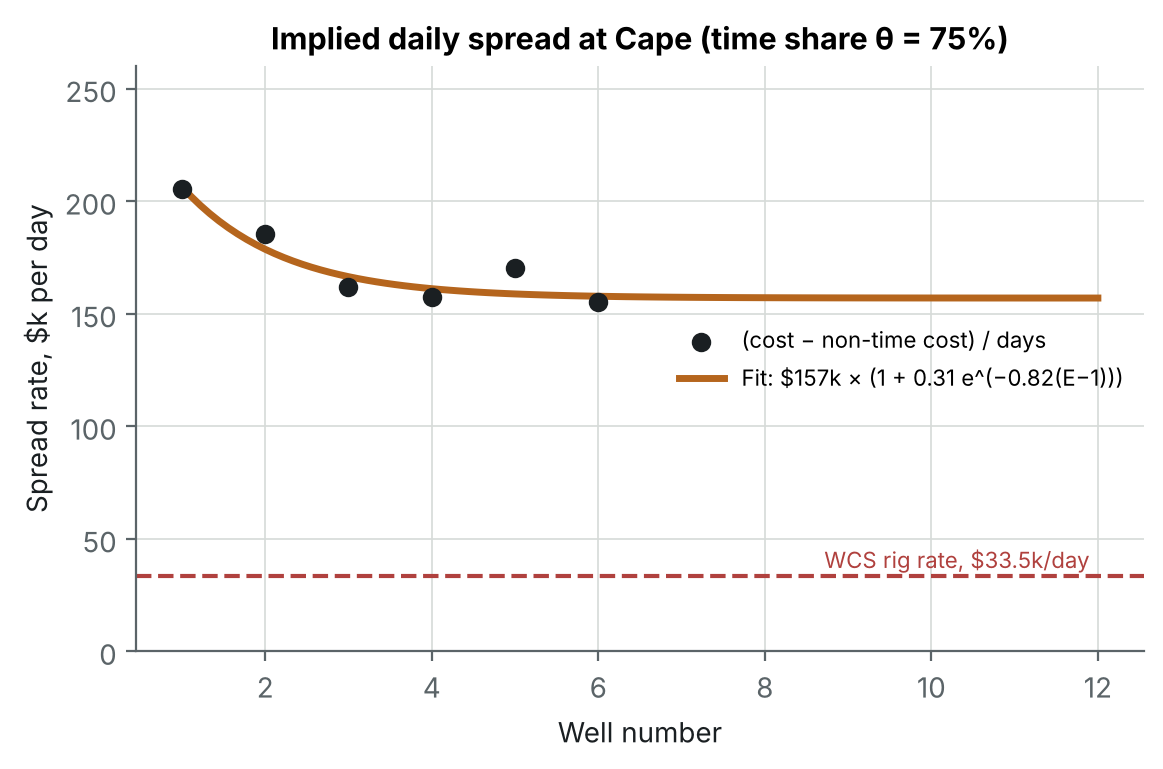 Implied daily spread at Cape (time share θ = 75%)
Spread rate, $k per day
250
200
150
100
50
0
(cost − non-time cost) / days
Fit: $157k × (1 + 0.31 e^(−0.82(E−1)))
WCS rig rate, $33.5k/day
2
4
6
8
10
12
Well number